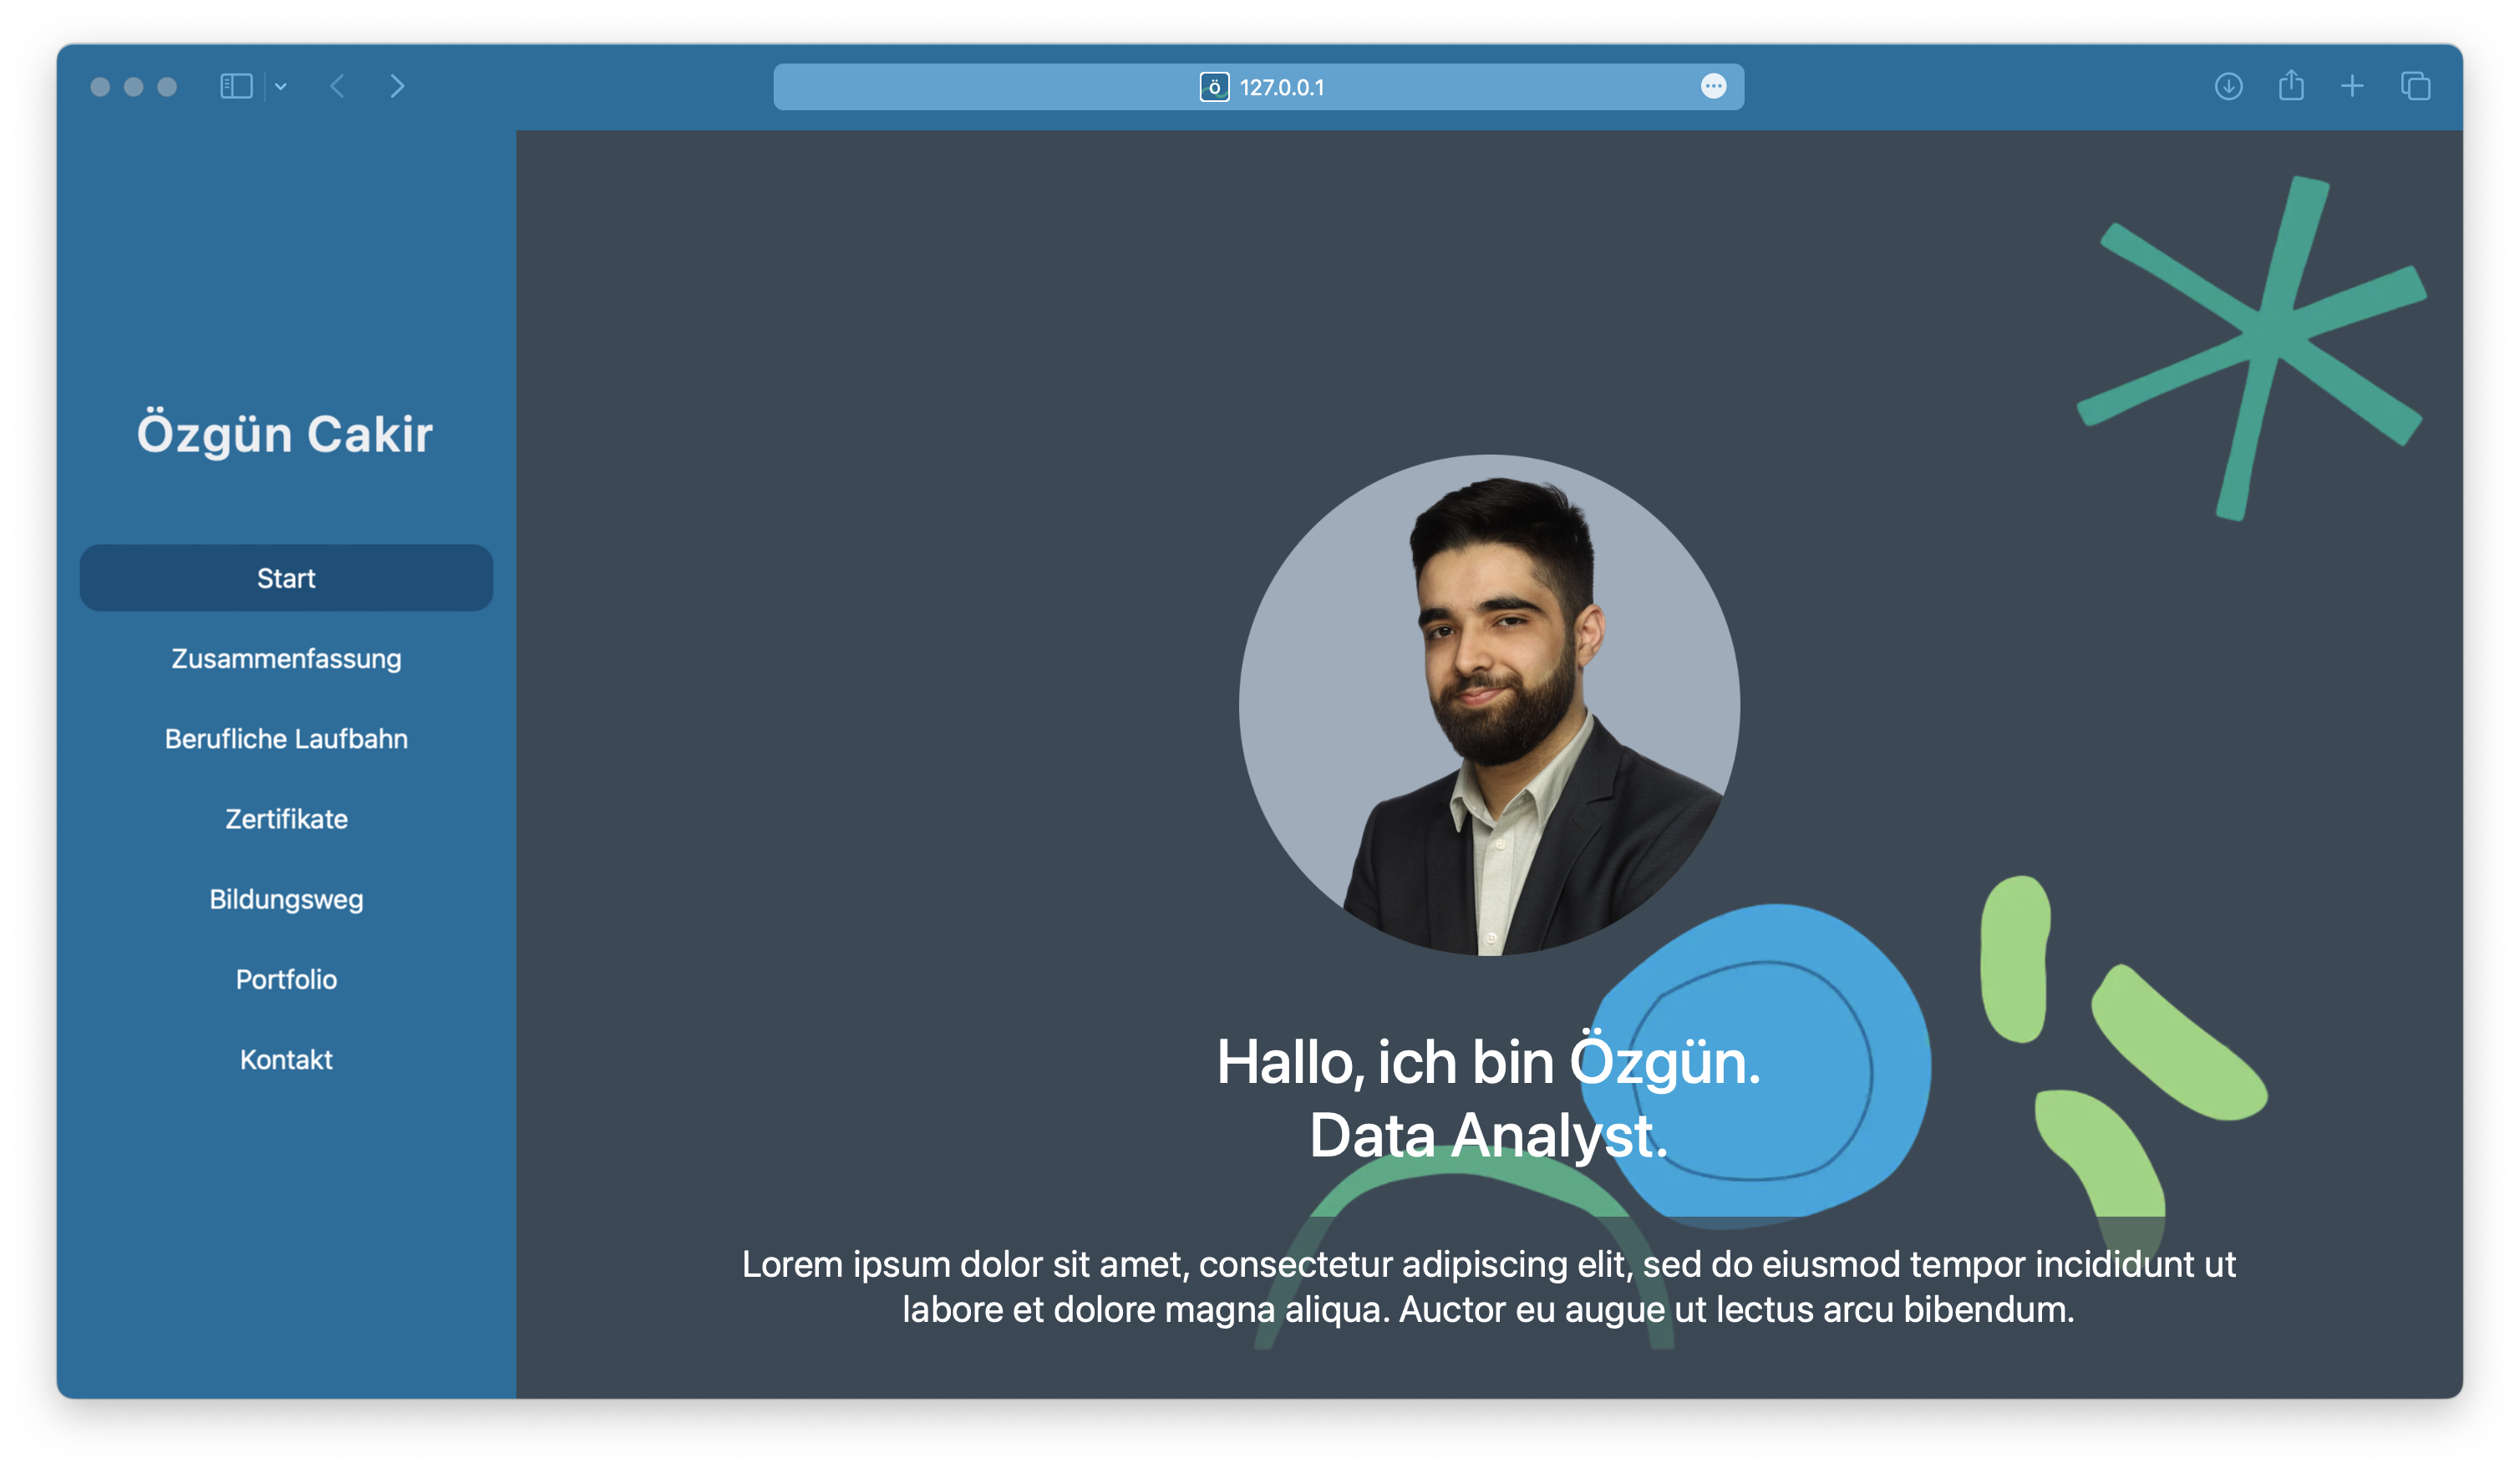 Ö 127.0.0.1
Özgün Cakir
Start
Zusammenfassung
Berufliche Laufbahn
Zertifikate
Bildungsweg
Portfolio
Kontakt
Hallo, ich bin Özgün.
Data Analyst.
Lorem ipsum dolor sit amet, consectetur adipiscing elit, sed do eiusmod tempor incididunt ut
labore et dolore magna aliqua. Auctor eu augue ut lectus arcu bibendum.